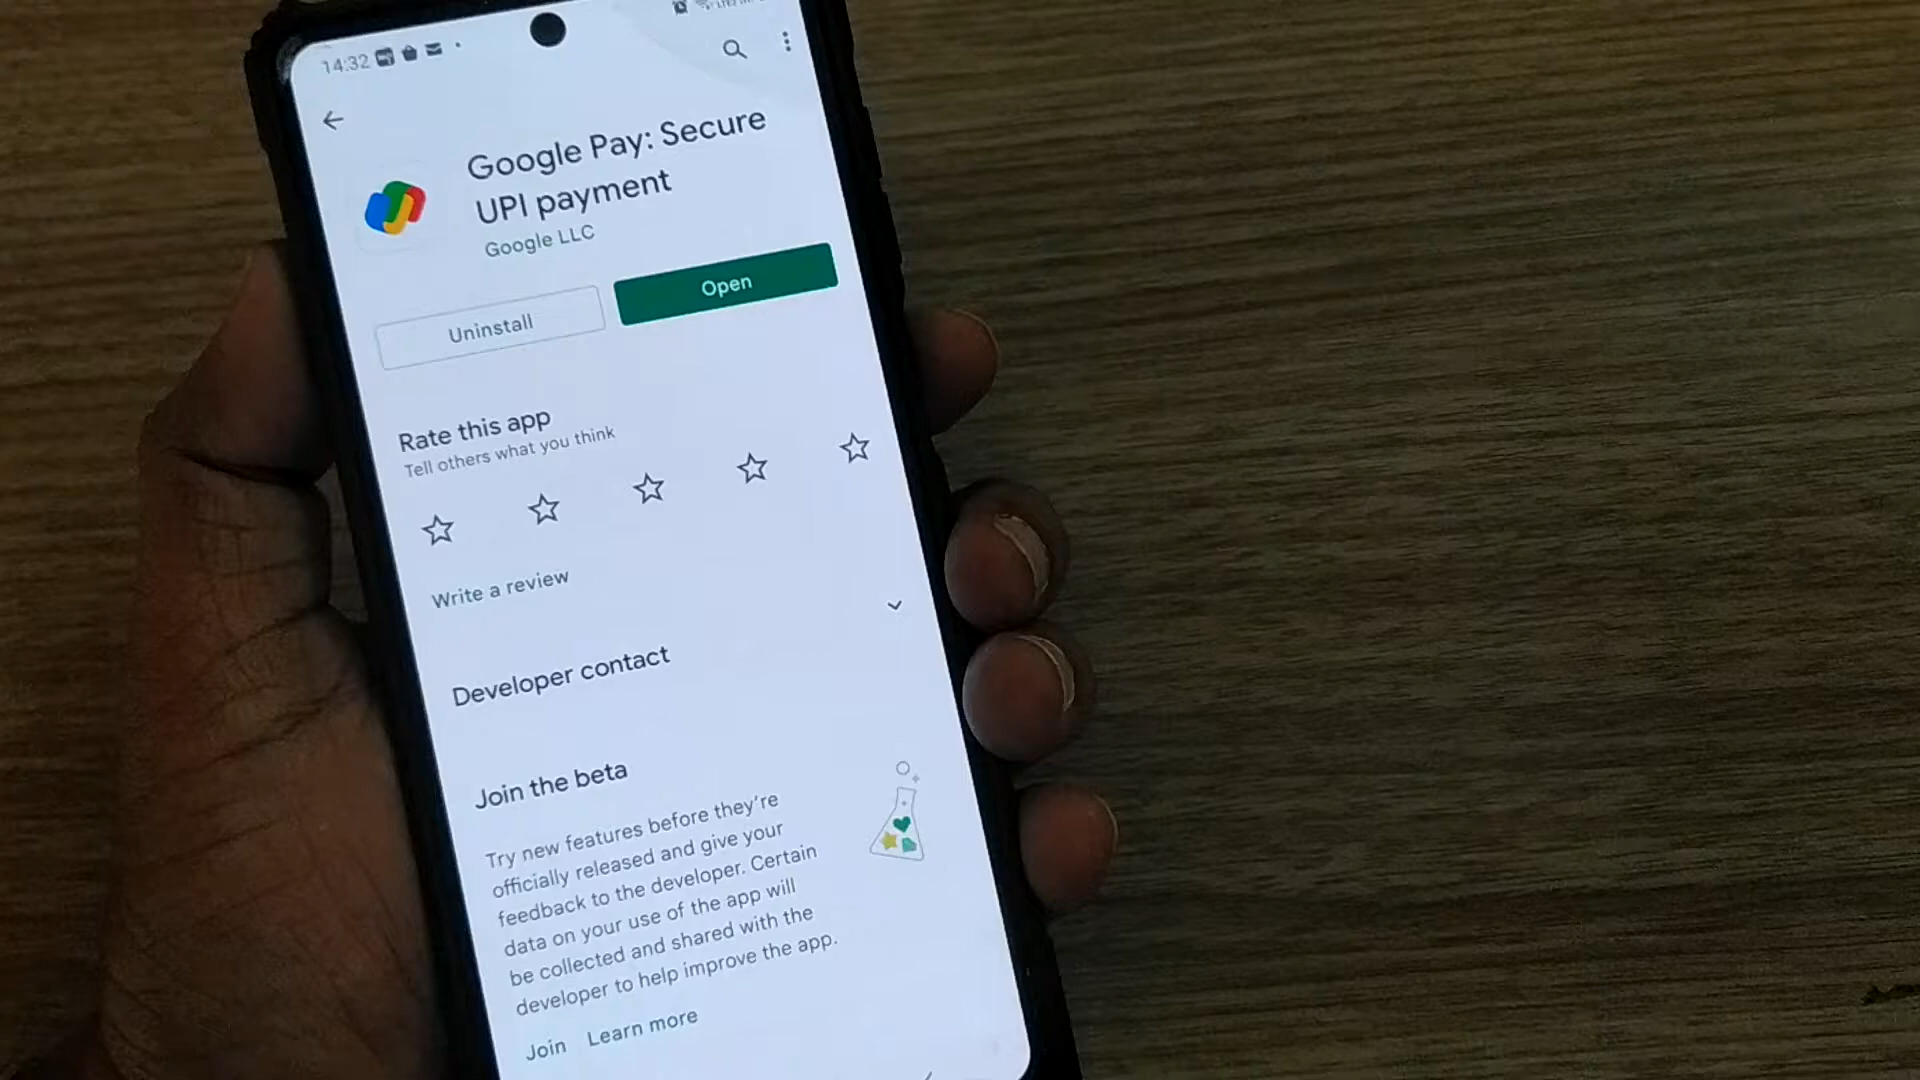 14:32
Google Pay: Secure
UPI payment
Google LLC
Uninstall
Open
Rate this app
Tell others what you think
Write a review
Developer contact
Join the beta
Try new features before they're
officially released and give your
feedback to the developer. Certain
data on your use of the app will
be collected and shared with the
developer to help improve the app.
Join
Learn more